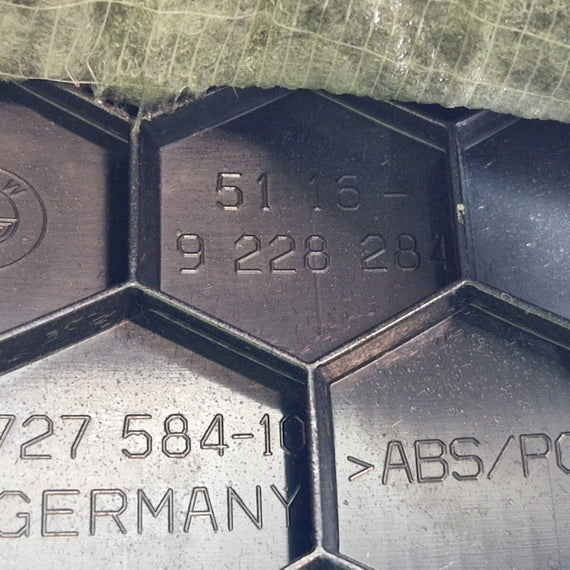 W
51 16 -
9 228 284
727 584-10
>ABS/PC
GERMANY